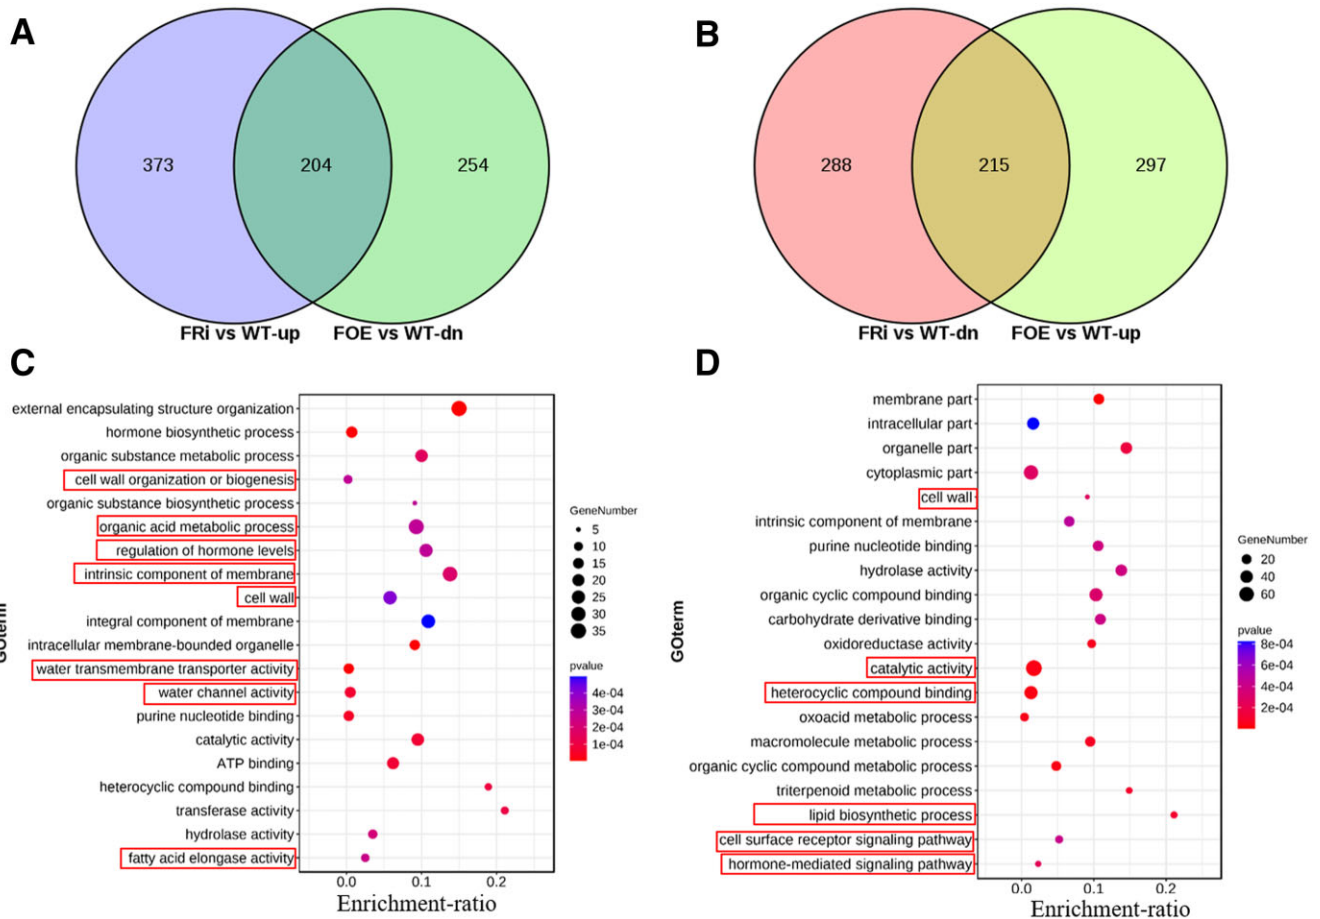 A
373
204
254
FRi vs WT-up
FOE vs WT-dn
B
288
215
297
FRi vs WT-dn
FOE vs WT-up
C
GOterm
external encapsulating structure organization
hormone biosynthetic process
organic substance metabolic process
cell wall organization or biogenesis
organic substance biosynthetic process
organic acid metabolic process
regulation of hormone levels
intrinsic component of membrane
cell wall
integral component of membrane
intracellular membrane-bounded organelle
water transmembrane transporter activity
water channel activity
purine nucleotide binding
catalytic activity
ATP binding
heterocyclic compound binding
transferase activity
hydrolase activity
fatty acid elongase activity
0.0
0.1
0.2
Enrichment-ratio
GeneNumber
5
10
15
20
25
30
35
pvalue
4e-04
3e-04
2e-04
1e-04
D
GOterm
membrane part
intracellular part
organelle part
cytoplasmic part
cell wall
intrinsic component of membrane
purine nucleotide binding
hydrolase activity
organic cyclic compound binding
carbohydrate derivative binding
oxidoreductase activity
catalytic activity
heterocyclic compound binding
oxoacid metabolic process
macromolecule metabolic process
organic cyclic compound metabolic process
triterpenoid metabolic process
lipid biosynthetic process
cell surface receptor signaling pathway
hormone-mediated signaling pathway
0.0
0.1
0.2
Enrichment-ratio
GeneNumber
20
40
60
pvalue
8e-04
6e-04
4e-04
2e-04